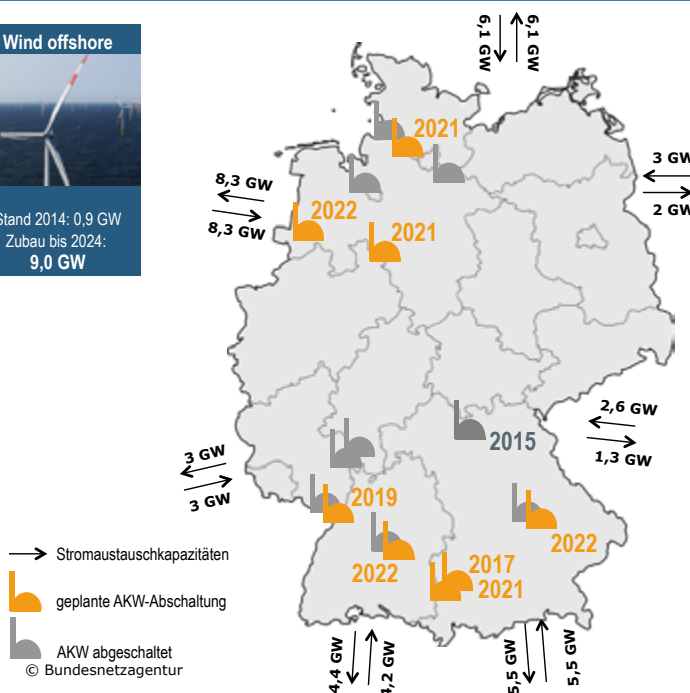 Wind offshore
Stand 2014: 0,9 GW
Zubau bis 2024:
9,0 GW
6,1 GW
6,1 GW
3 GW
2 GW
8,3 GW
8,3 GW
2021
2022
2021
2,6 GW
1,3 GW
2015
3 GW
3 GW
2019
2022
2022
2017
2021
4,4 GW
4,2 GW
5,5 GW
5,5 GW
Stromaustauschkapazitäten
geplante AKW-Abschaltung
AKW abgeschaltet
© Bundesnetzagentur